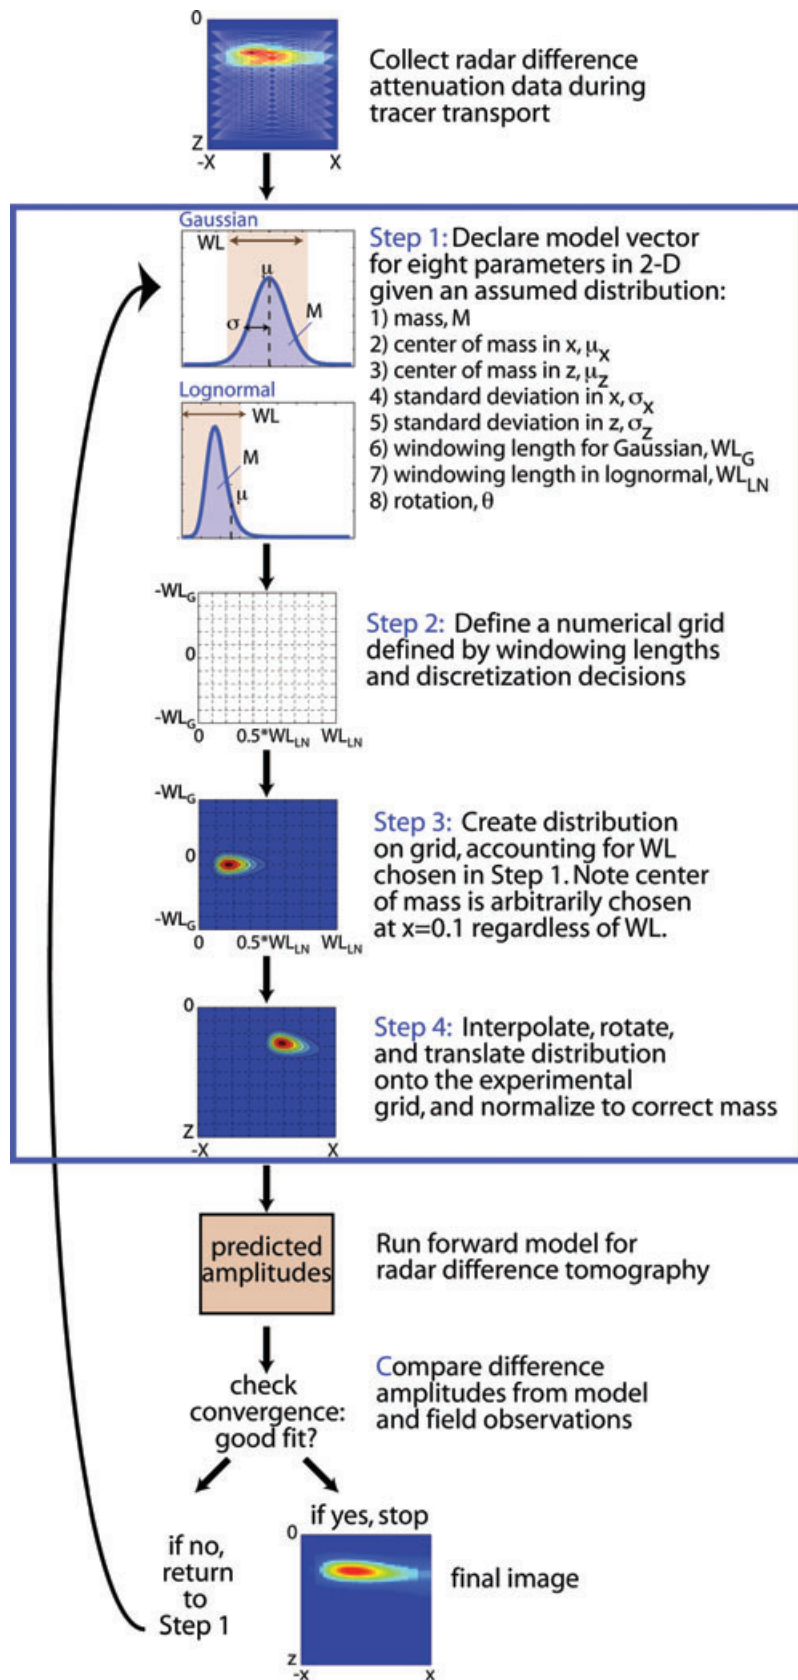 0
Z
-X
X
Collect radar difference
attenuation data during
tracer transport
Gaussian
WL
μ
σ
M
Lognormal
WL
M
μ
Step 1: Declare model vector
for eight parameters in 2-D
given an assumed distribution:
1) mass, M
2) center of mass in x, μx
3) center of mass in z, μz
4) standard deviation in x, σx
5) standard deviation in z, σz
6) windowing length for Gaussian, WLG
7) windowing length in lognormal, WLLN
8) rotation, θ
-WLG
0
-WLG
0 0.5*WLLN WLLN
Step 2: Define a numerical grid
defined by windowing lengths
and discretization decisions
-WLG
0
-WLG
0 0.5*WLLN WLLN
Step 3: Create distribution
on grid, accounting for WL
chosen in Step 1. Note center
of mass is arbitrarily chosen
at x=0.1 regardless of WL.
0
Z
-X
X
Step 4: Interpolate, rotate,
and translate distribution
onto the experimental
grid, and normalize to correct mass
predicted
amplitudes
Run forward model for
radar difference tomography
check
convergence:
good fit?
Compare difference
amplitudes from model
and field observations
if no,
return
to
Step 1
if yes, stop
0
z
-x
x
final image